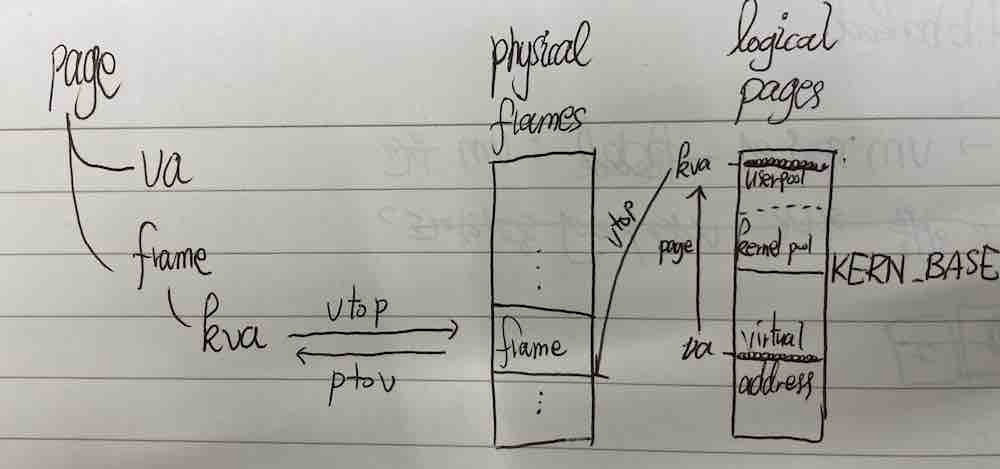 page
va
frame
kva
vtop
ptov
physical
frames
frame
vtop
kva
page
va
logical
pages
userpool
kernel pool
KERN_BASE
virtual
address